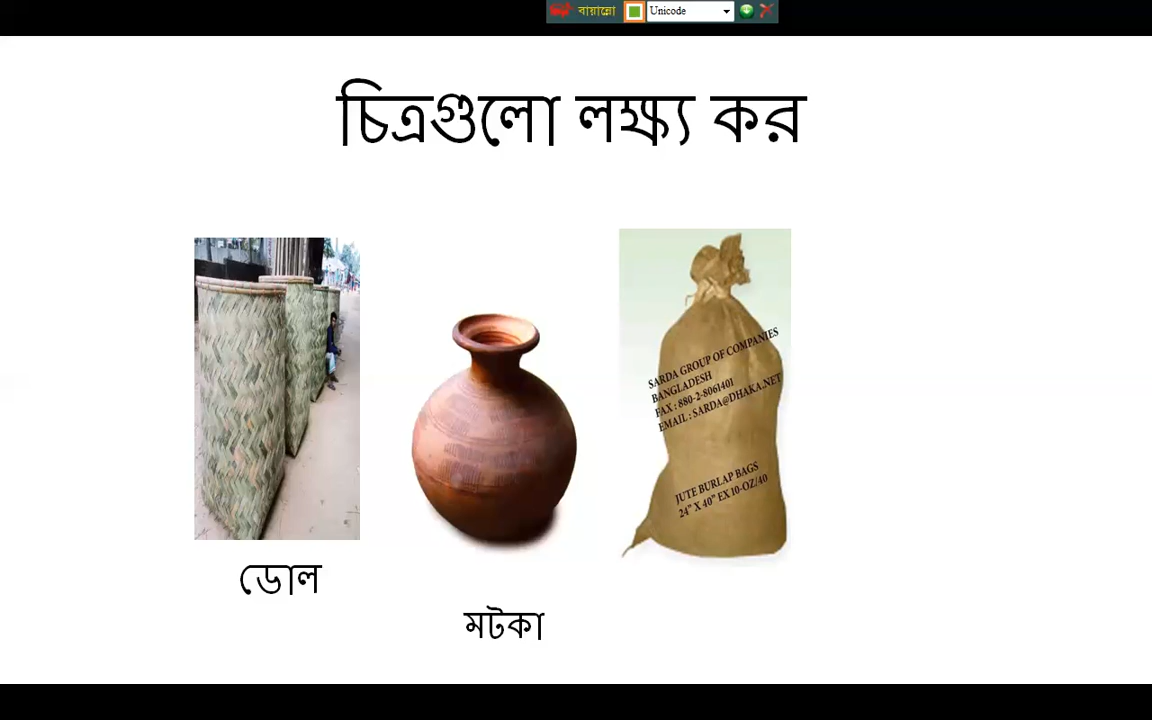 বায়ান্নো
Unicode
চিত্রগুলো লক্ষ্য কর
SARDA GROUP OF COMPANIES
BANGLADESH
FAX : 880-2-8061401
EMAIL : SARDA@DHAKA.NET
JUTE BURLAP BAGS
24" X 40" EX 10-OZ/40
ডোল
মটকা